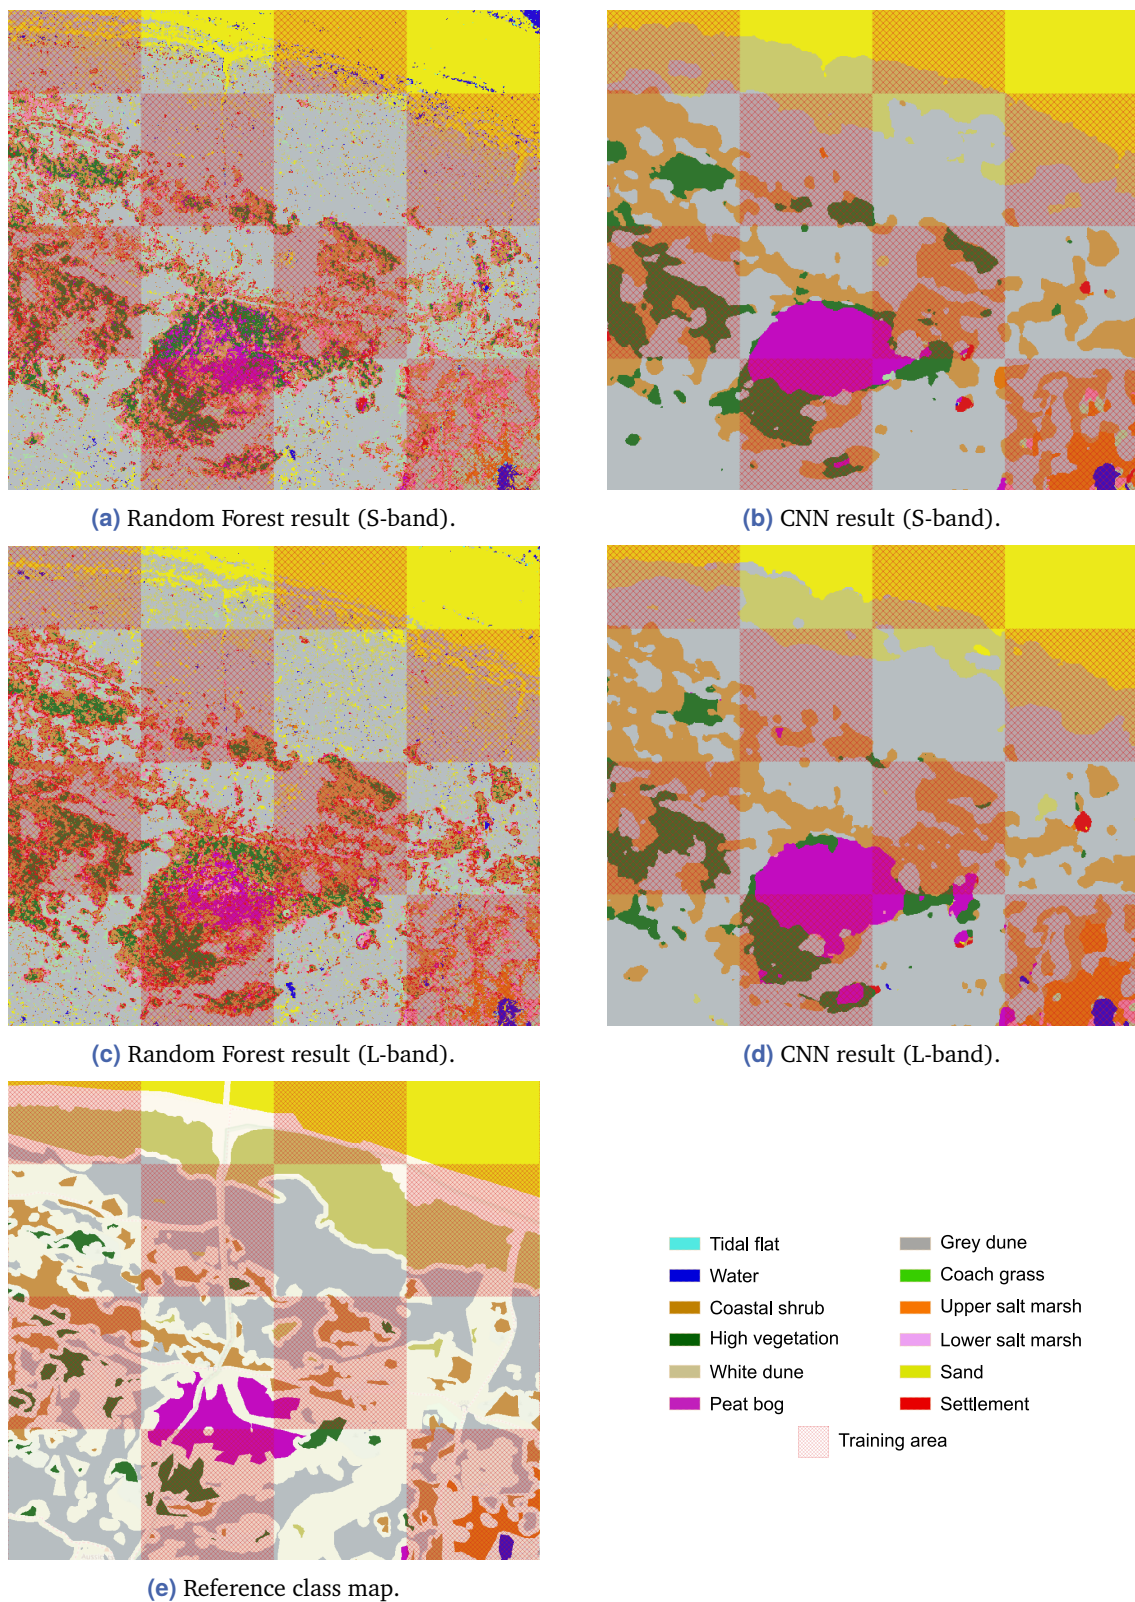 (a) Random Forest result (S-band).
(b) CNN result (S-band).
(c) Random Forest result (L-band).
(d) CNN result (L-band).
Tidal flat
Water
Coastal shrub
High vegetation
White dune
Peat bog
Grey dune
Coach grass
Upper salt marsh
Lower salt marsh
Sand
Settlement
Training area
(e) Reference class map.